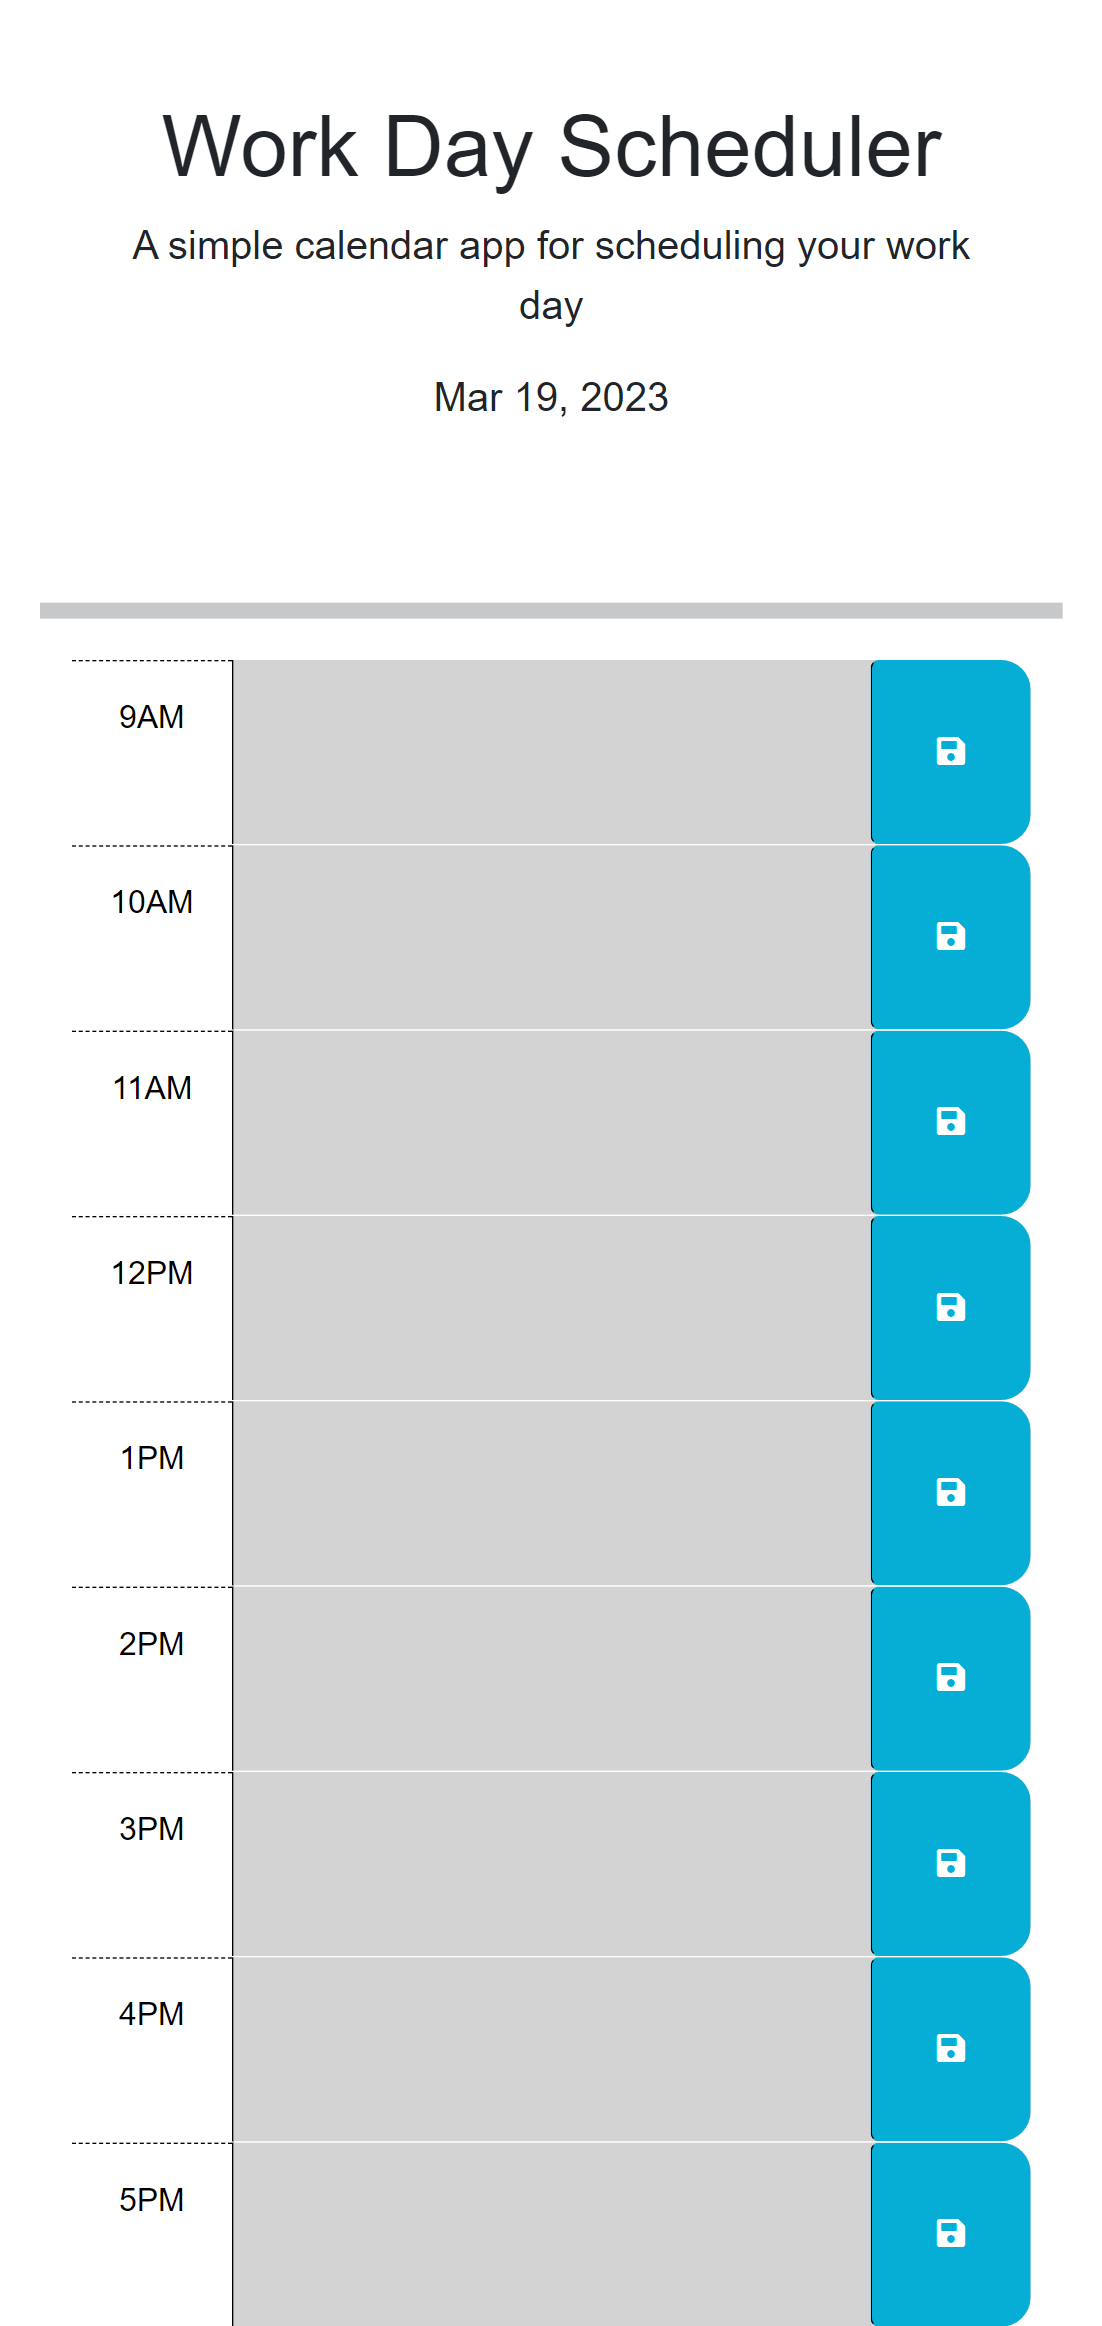 Work Day Scheduler
A simple calendar app for scheduling your work
day
Mar 19, 2023
9AM
10AM
11AM
12PM
1PM
2PM
3PM
4PM
5PM